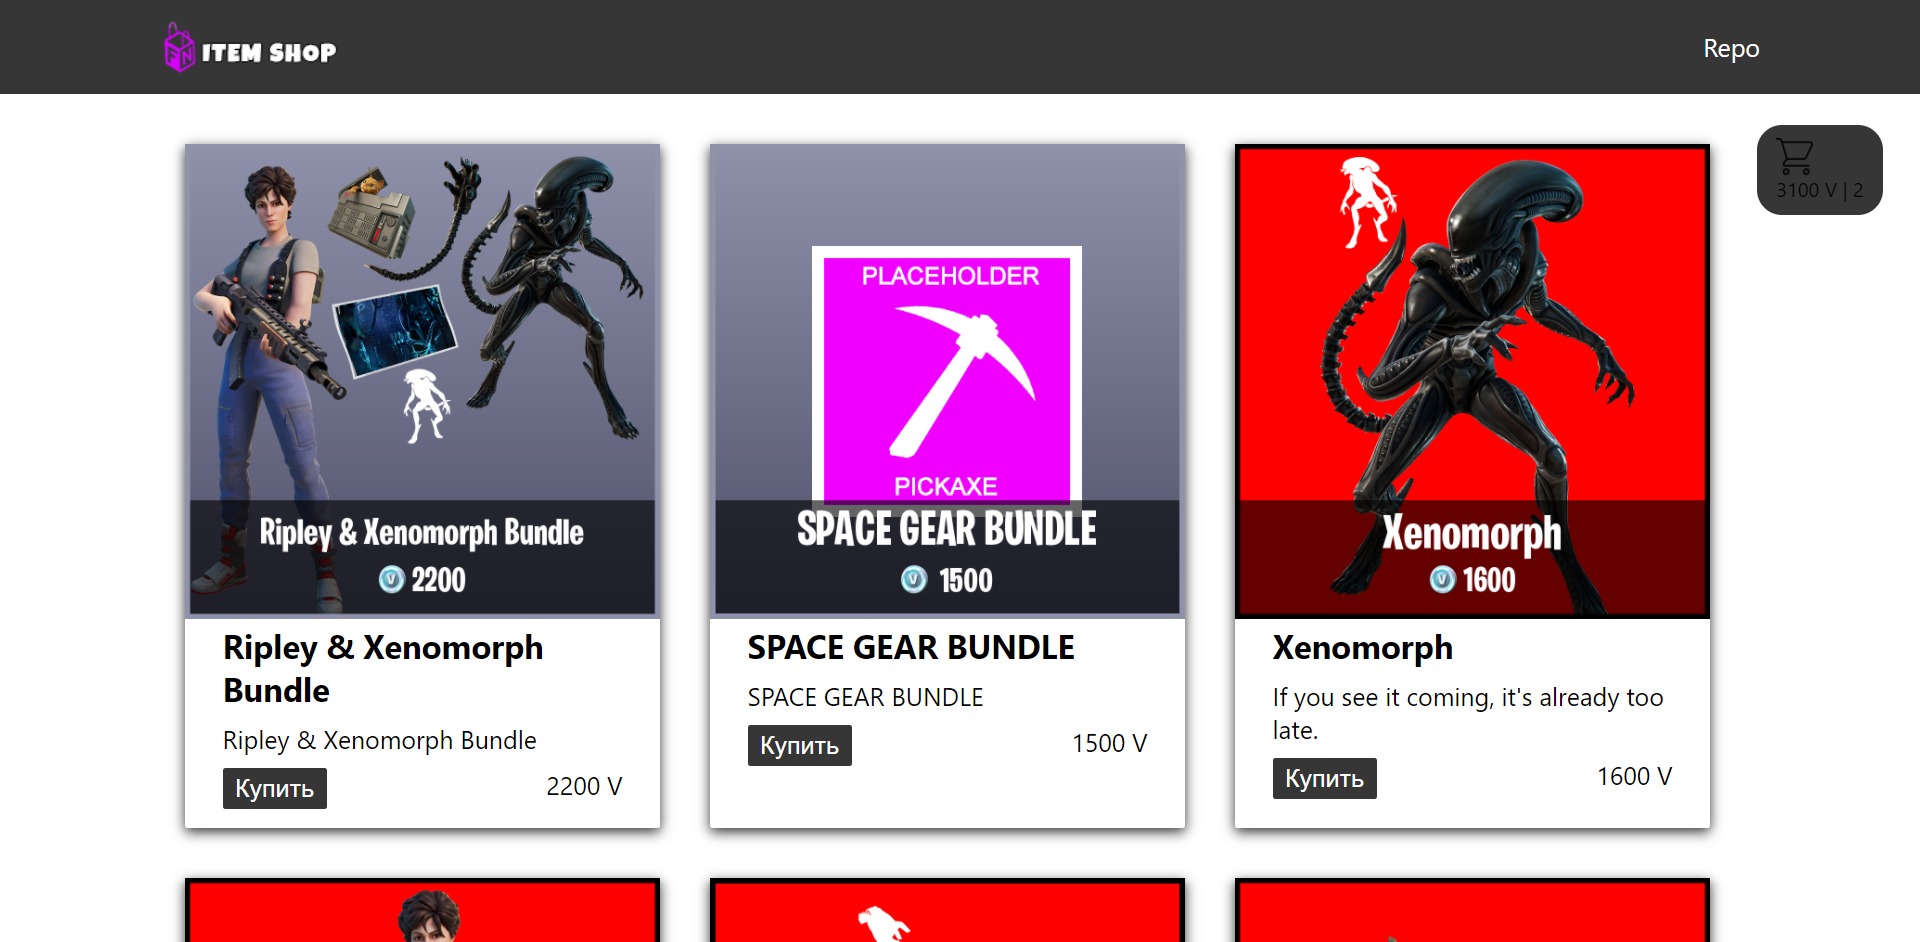 FN ITEM SHOP
Repo
3100 V | 2
Ripley & Xenomorph Bundle
V 2200
Ripley & Xenomorph
Bundle
Ripley & Xenomorph Bundle
Купить
2200 V
PLACEHOLDER
PICKAXE
SPACE GEAR BUNDLE
V 1500
SPACE GEAR BUNDLE
SPACE GEAR BUNDLE
Купить
1500 V
Xenomorph
V 1600
Xenomorph
If you see it coming, it's already too
late.
Купить
1600 V